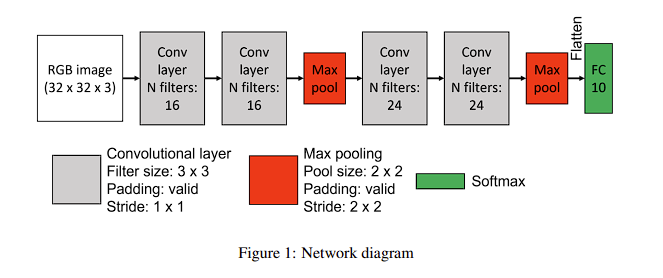 RGB image
(32 x 32 x 3)
Conv
layer
N filters:
16
Conv
layer
N filters:
16
Max
pool
Conv
layer
N filters:
24
Conv
layer
N filters:
24
Max
pool
Flatten
FC
10
Convolutional layer
Filter size: 3 x 3
Padding: valid
Stride: 1 x 1
Max pooling
Pool size: 2 x 2
Padding: valid
Stride: 2 x 2
Softmax
Figure 1: Network diagram